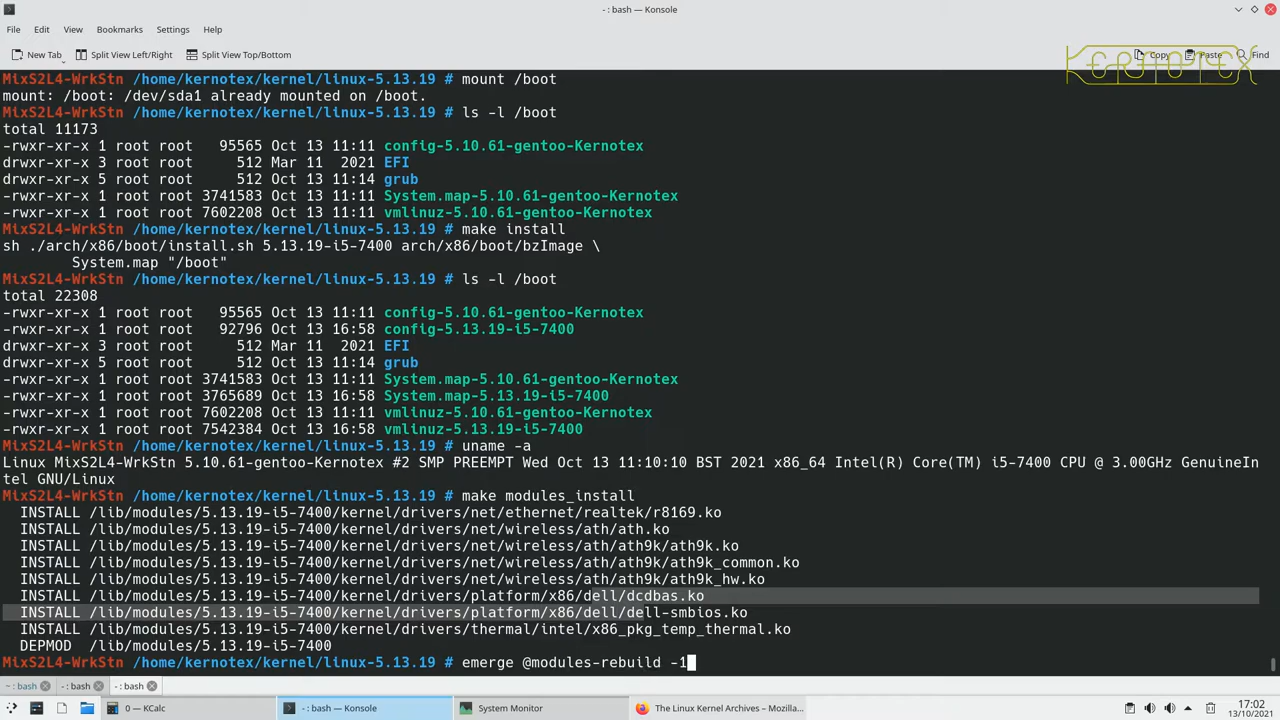 - : bash — Konsole
File Edit View Bookmarks Settings Help
New Tab Split View Left/Right Split View Top/Bottom Copy Paste Find
KERNOTEX
MixS2L4-WrkStn /home/kernotex/kernel/linux-5.13.19 # mount /boot
mount: /boot: /dev/sda1 already mounted on /boot.
MixS2L4-WrkStn /home/kernotex/kernel/linux-5.13.19 # ls -l /boot
total 11173
-rwxr-xr-x 1 root root 95565 Oct 13 11:11 config-5.10.61-gentoo-Kernotex
drwxr-xr-x 3 root root 512 Mar 11 2021 EFI
drwxr-xr-x 5 root root 512 Oct 13 11:14 grub
-rwxr-xr-x 1 root root 3741583 Oct 13 11:11 System.map-5.10.61-gentoo-Kernotex
-rwxr-xr-x 1 root root 7602208 Oct 13 11:11 vmlinuz-5.10.61-gentoo-Kernotex
MixS2L4-WrkStn /home/kernotex/kernel/linux-5.13.19 # make install
sh ./arch/x86/boot/install.sh 5.13.19-i5-7400 arch/x86/boot/bzImage \
System.map "/boot"
MixS2L4-WrkStn /home/kernotex/kernel/linux-5.13.19 # ls -l /boot
total 22308
-rwxr-xr-x 1 root root 95565 Oct 13 11:11 config-5.10.61-gentoo-Kernotex
-rwxr-xr-x 1 root root 92796 Oct 13 16:58 config-5.13.19-i5-7400
drwxr-xr-x 3 root root 512 Mar 11 2021 EFI
drwxr-xr-x 5 root root 512 Oct 13 11:14 grub
-rwxr-xr-x 1 root root 3741583 Oct 13 11:11 System.map-5.10.61-gentoo-Kernotex
-rwxr-xr-x 1 root root 3765689 Oct 13 16:58 System.map-5.13.19-i5-7400
-rwxr-xr-x 1 root root 7602208 Oct 13 11:11 vmlinuz-5.10.61-gentoo-Kernotex
-rwxr-xr-x 1 root root 7542384 Oct 13 16:58 vmlinuz-5.13.19-i5-7400
MixS2L4-WrkStn /home/kernotex/kernel/linux-5.13.19 # uname -a
Linux MixS2L4-WrkStn 5.10.61-gentoo-Kernotex #2 SMP PREEMPT Wed Oct 13 11:10:10 BST 2021 x86_64 Intel(R) Core(TM) i5-7400 CPU @ 3.00GHz GenuineIn
tel GNU/Linux
MixS2L4-WrkStn /home/kernotex/kernel/linux-5.13.19 # make modules_install
INSTALL /lib/modules/5.13.19-i5-7400/kernel/drivers/net/ethernet/realtek/r8169.ko
INSTALL /lib/modules/5.13.19-i5-7400/kernel/drivers/net/wireless/ath/ath.ko
INSTALL /lib/modules/5.13.19-i5-7400/kernel/drivers/net/wireless/ath/ath9k/ath9k.ko
INSTALL /lib/modules/5.13.19-i5-7400/kernel/drivers/net/wireless/ath/ath9k/ath9k_common.ko
INSTALL /lib/modules/5.13.19-i5-7400/kernel/drivers/net/wireless/ath/ath9k/ath9k_hw.ko
INSTALL /lib/modules/5.13.19-i5-7400/kernel/drivers/platform/x86/dell/dcdbas.ko
INSTALL /lib/modules/5.13.19-i5-7400/kernel/drivers/platform/x86/dell/dell-smbios.ko
INSTALL /lib/modules/5.13.19-i5-7400/kernel/drivers/thermal/intel/x86_pkg_temp_thermal.ko
DEPMOD /lib/modules/5.13.19-i5-7400
MixS2L4-WrkStn /home/kernotex/kernel/linux-5.13.19 # emerge @modules-rebuild -1
~ : bash - : bash - : bash
0 — KCalc - : bash — Konsole System Monitor The Linux Kernel Archives – Mozilla... 17:02
13/10/2021